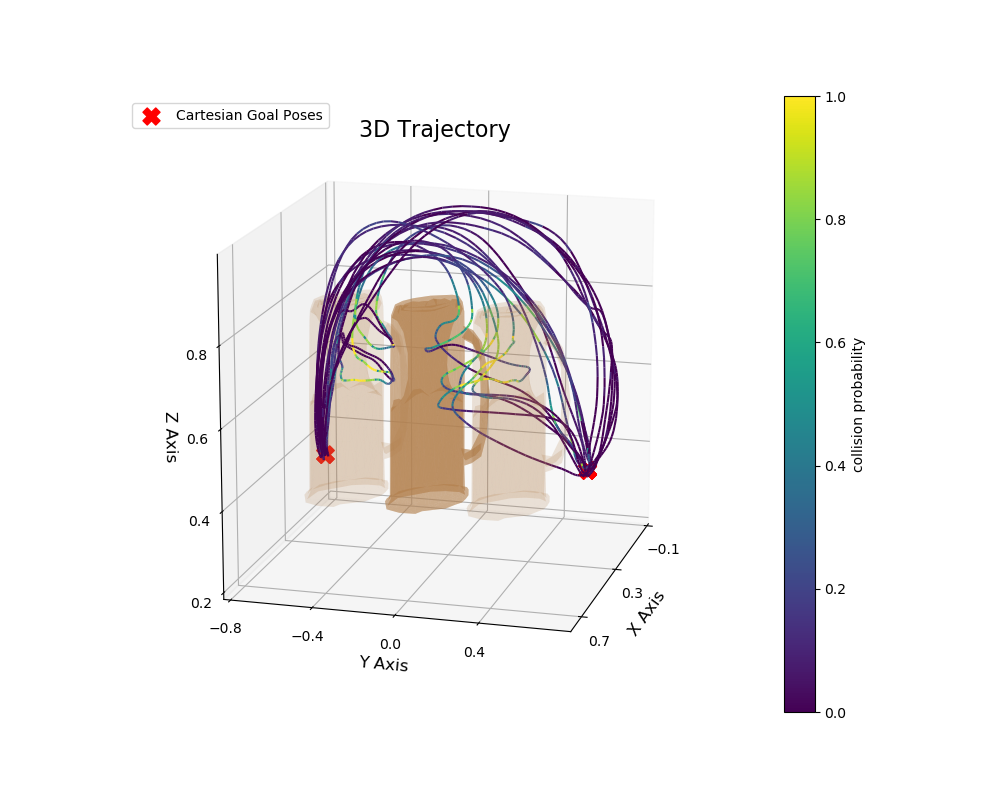 Cartesian Goal Poses
3D Trajectory
1.0
0.8
0.6
0.4
0.2
0.0
collision probability
0.8
0.6
0.4
0.2
Z Axis
−0.8
−0.4
0.0
0.4
Y Axis
−0.1
0.3
0.7
X Axis